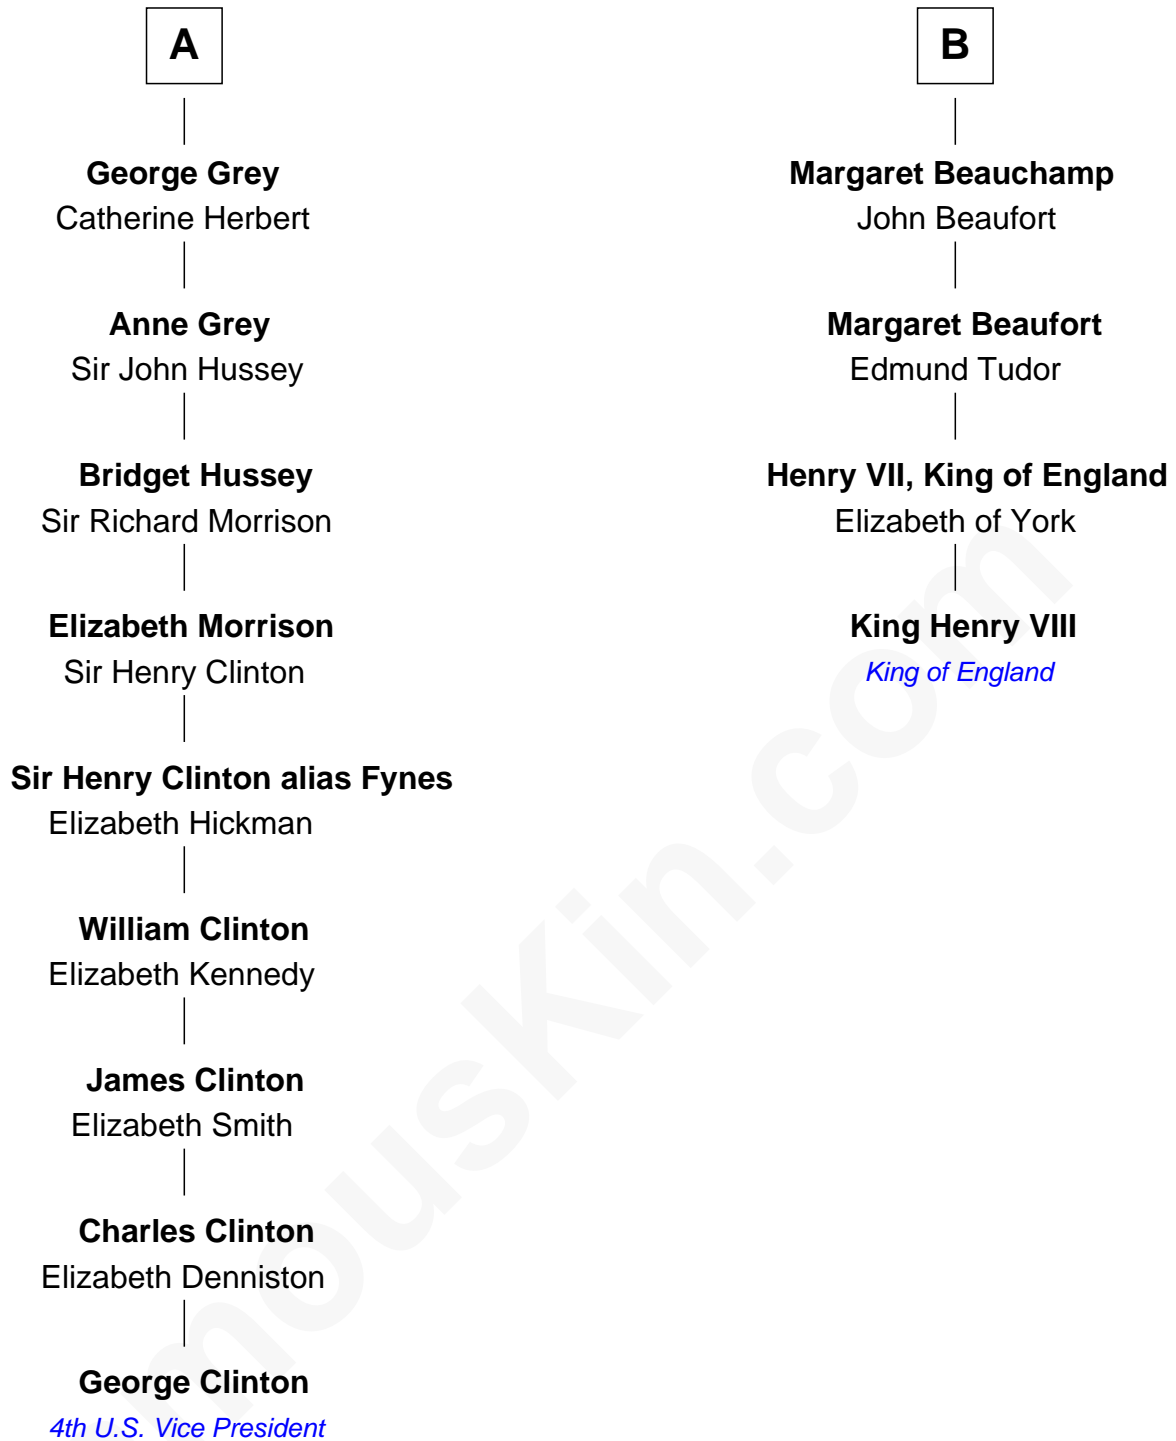 A
George Grey
Catherine Herbert
Anne Grey
Sir John Hussey
Bridget Hussey
Sir Richard Morrison
Elizabeth Morrison
Sir Henry Clinton
Sir Henry Clinton alias Fynes
Elizabeth Hickman
William Clinton
Elizabeth Kennedy
James Clinton
Elizabeth Smith
Charles Clinton
Elizabeth Denniston
George Clinton
4th U.S. Vice President
B
Margaret Beauchamp
John Beaufort
Margaret Beaufort
Edmund Tudor
Henry VII, King of England
Elizabeth of York
King Henry VIII
King of England
mousKin.com